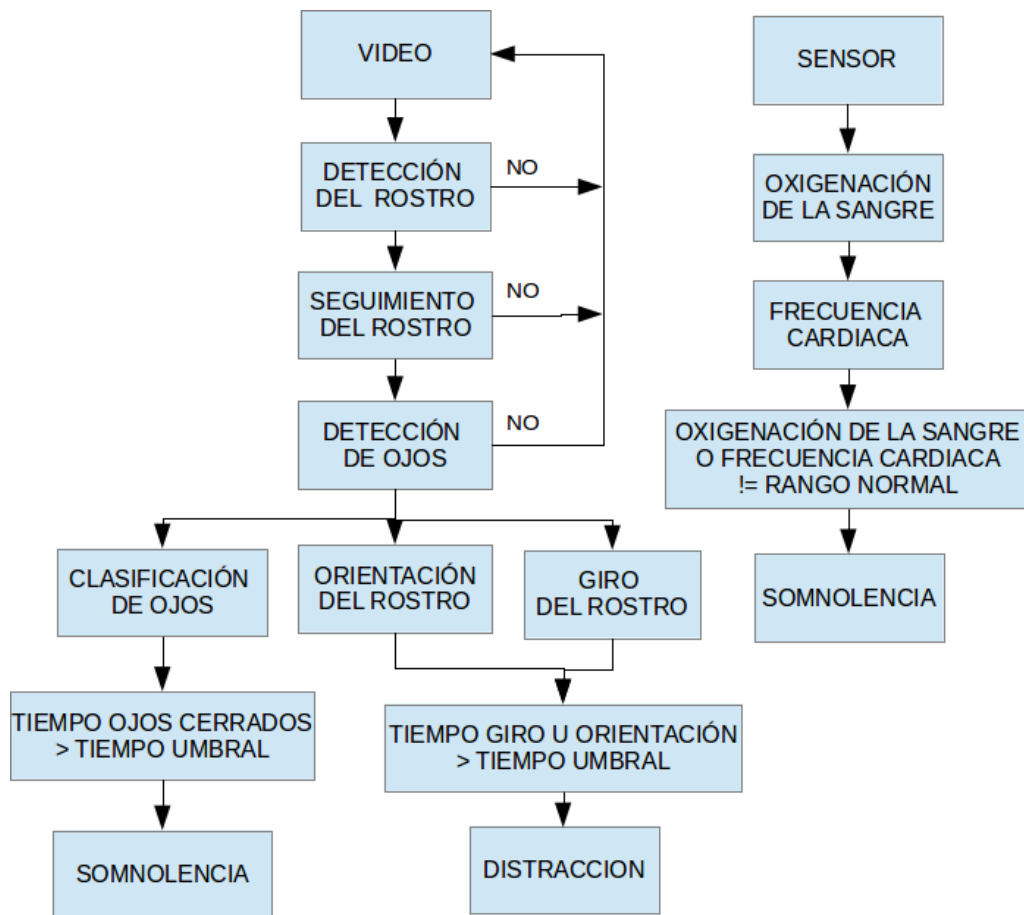 VIDEO
DETECCIÓN
DEL ROSTRO
NO
SEGUIMIENTO
DEL ROSTRO
NO
DETECCIÓN
DE OJOS
NO
CLASIFICACIÓN
DE OJOS
ORIENTACIÓN
DEL ROSTRO
GIRO
DEL ROSTRO
TIEMPO OJOS CERRADOS
> TIEMPO UMBRAL
TIEMPO GIRO U ORIENTACIÓN
> TIEMPO UMBRAL
SOMNOLENCIA
DISTRACCION
SENSOR
OXIGENACIÓN
DE LA SANGRE
FRECUENCIA
CARDIACA
OXIGENACIÓN DE LA SANGRE
O FRECUENCIA CARDIACA
!= RANGO NORMAL
SOMNOLENCIA